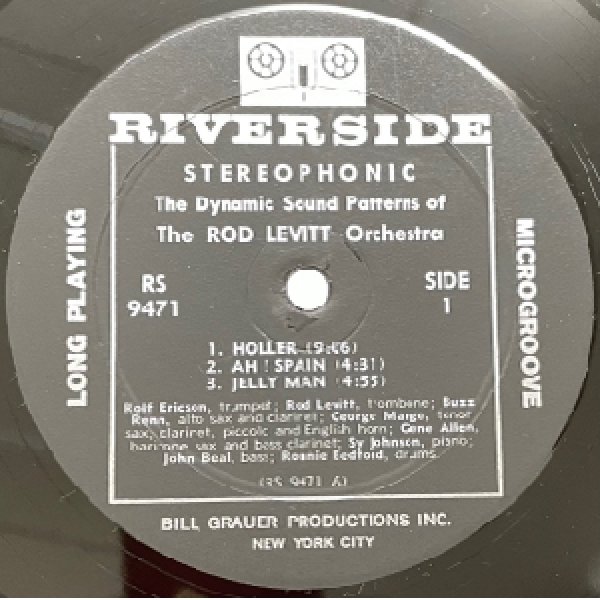 RIVERSIDE
STEREOPHONIC
The Dynamic Sound Patterns of
The ROD LEVITT Orchestra
LONG PLAYING
RS
9471
SIDE
1
MICROGROOVE
1. HOLLER (9:06)
2. AH! SPAIN (4:31)
3. JELLY MAN (4:55)
Rolf Ericson, trumpet; Rod Levitt, trombone; Buzz
Renn, alto sax and clarinet; George Marge, tenor
sax, clarinet, piccolo and English horn; Gene Allen,
baritone sax and bass clarinet; Sy Johnson, piano;
John Beal, bass; Ronnie Bedford, drums.
(RS 9471 A)
BILL GRAUER PRODUCTIONS INC.
NEW YORK CITY